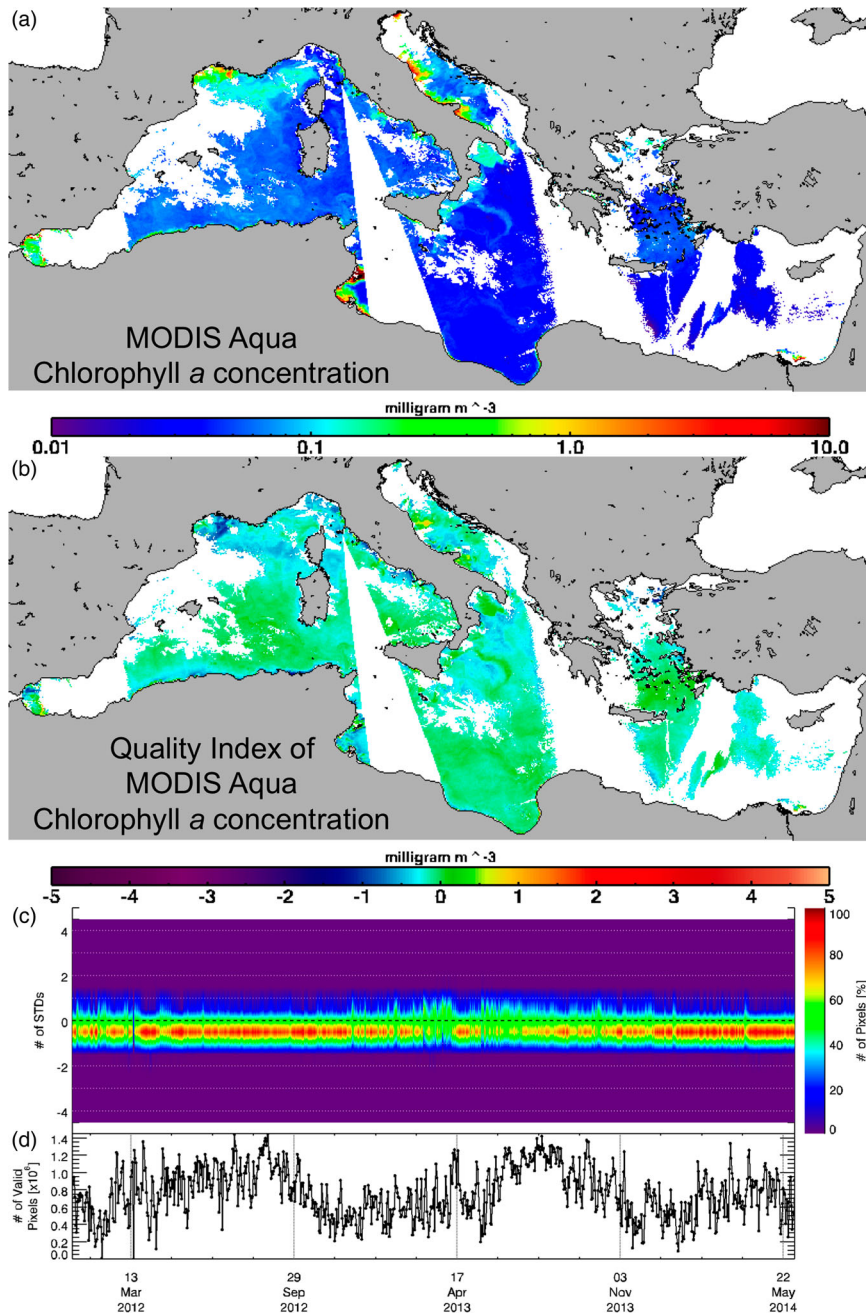 (a)
MODIS Aqua
Chlorophyll a concentration
milligram m ^ -3
0.01 0.1 1.0 10.0
(b)
Quality Index of
MODIS Aqua
Chlorophyll a concentration
milligram m ^ -3
-5 -4 -3 -2 -1 0 1 2 3 4 5
(c)
# of STDs
4
2
0
-2
-4
100
80
60
40
20
0
# of Pixels [%]
(d)
# of Valid
Pixels [x10⁶]
1.4
1.2
1.0
0.8
0.6
0.4
0.2
0.0
13 29 17 03 22
Mar Sep Apr Nov May
2012 2012 2013 2013 2014